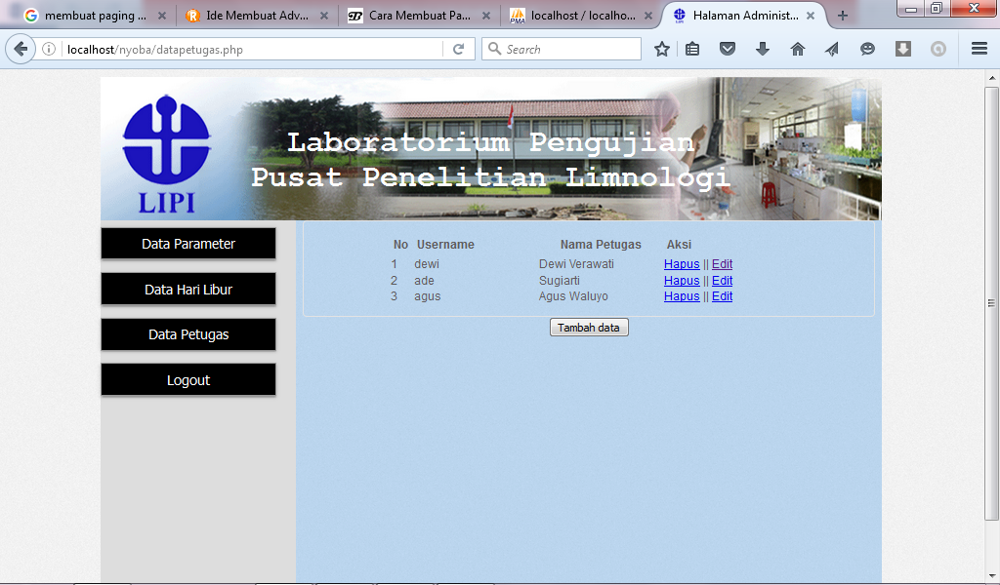 membuat paging ...
Ide Membuat Adv...
Cara Membuat Pa...
localhost / localho...
Halaman Administ...
localhost/nyoba/datapetugas.php
Search
Laboratorium Pengujian
Pusat Penelitian Limnologi
LIPI
Data Parameter
Data Hari Libur
Data Petugas
Logout
No Username Nama Petugas Aksi
1 dewi Dewi Verawati Hapus || Edit
2 ade Sugiarti Hapus || Edit
3 agus Agus Waluyo Hapus || Edit
Tambah data